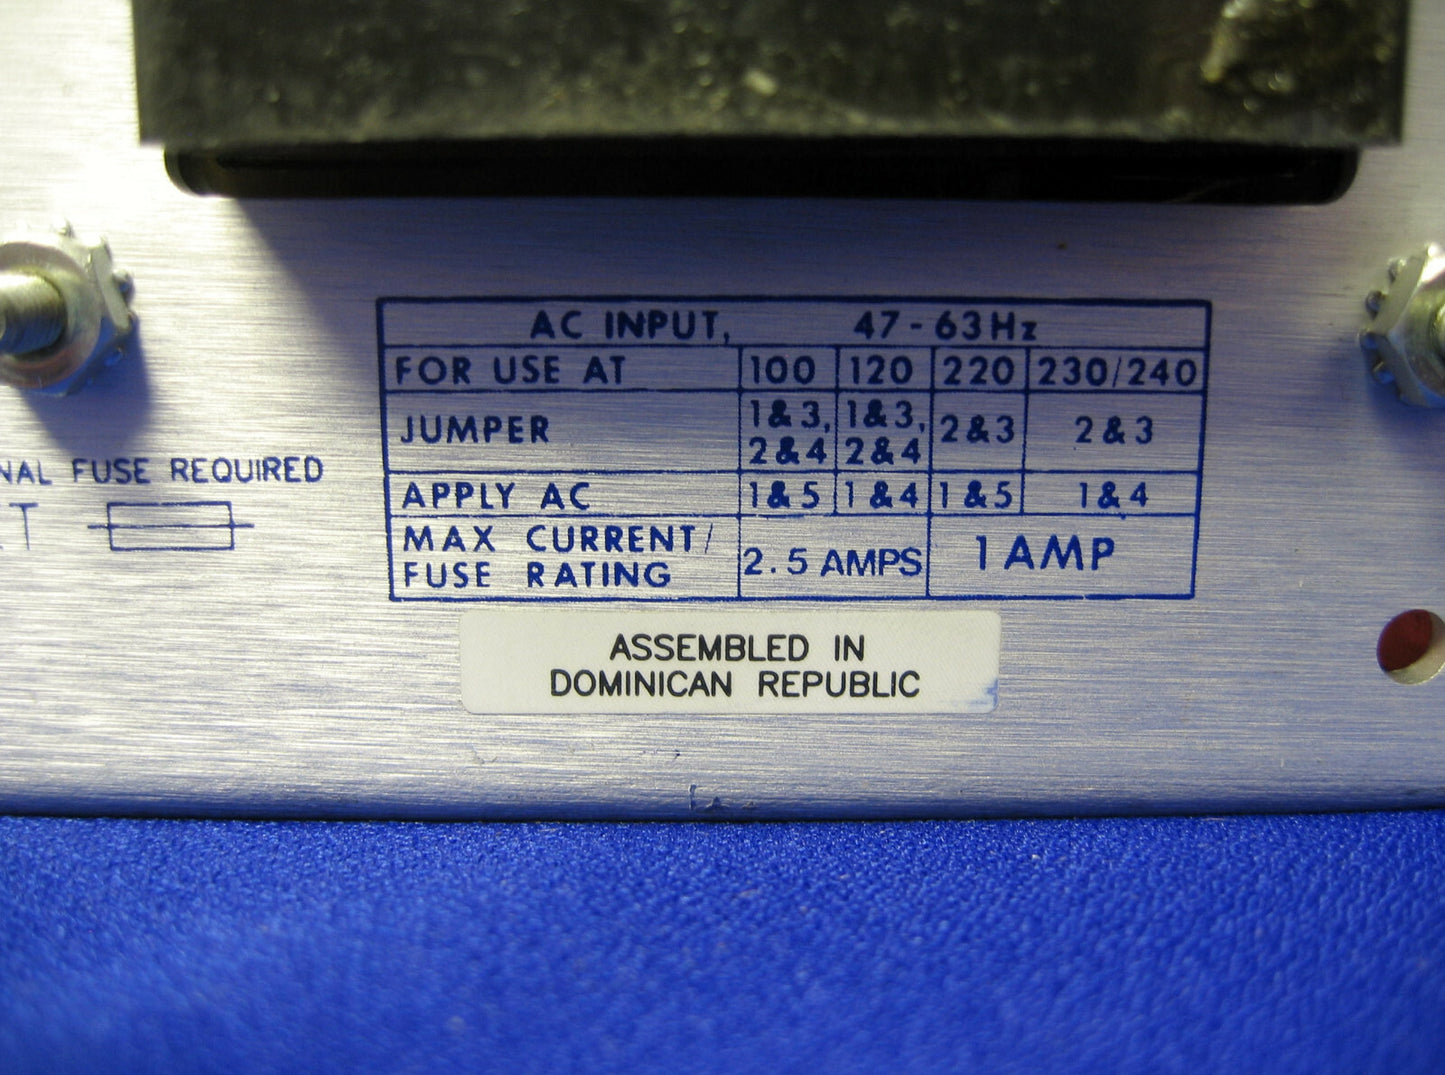 AC INPUT, 47-63Hz
FOR USE AT 100 120 220 230/240
JUMPER 1&3, 2&4 1&3, 2&4 2&3 2&3
APPLY AC 1&5 1&4 1&5 1&4
MAX CURRENT/
FUSE RATING 2.5 AMPS 1 AMP
FUSE REQUIRED
ASSEMBLED IN
DOMINICAN REPUBLIC